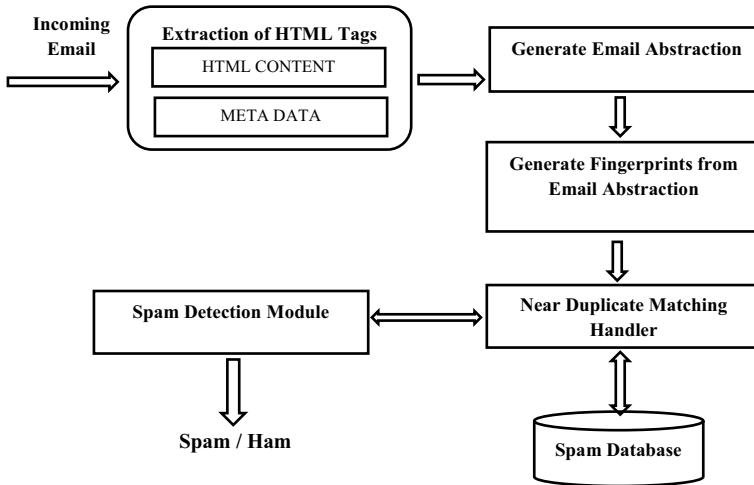 Incoming
Email
Extraction of HTML Tags
HTML CONTENT
META DATA
Generate Email Abstraction
Generate Fingerprints from
Email Abstraction
Near Duplicate Matching
Handler
Spam Detection Module
Spam / Ham
Spam Database